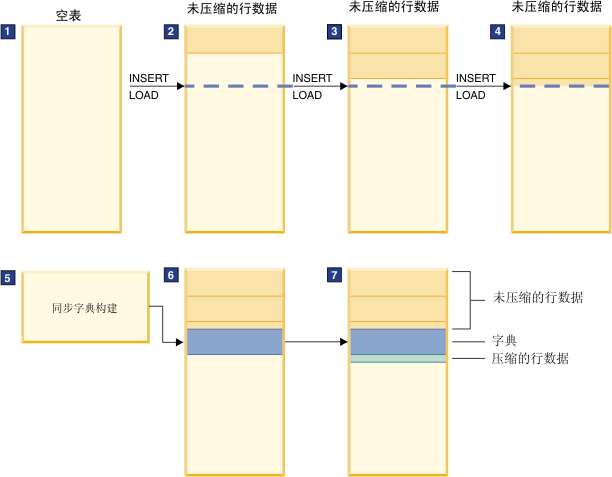 空表
未压缩的行数据
未压缩的行数据
未压缩的行数据
1
2
3
4
INSERT
LOAD
INSERT
LOAD
INSERT
LOAD
5
6
7
同步字典构建
未压缩的行数据
字典
压缩的行数据